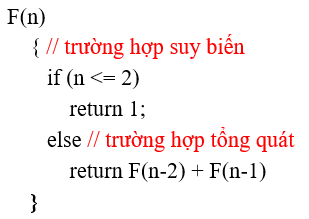 F(n)
{ // trường hợp suy biến
if (n <= 2)
return 1;
else // trường hợp tổng quát
return F(n-2) + F(n-1)
}